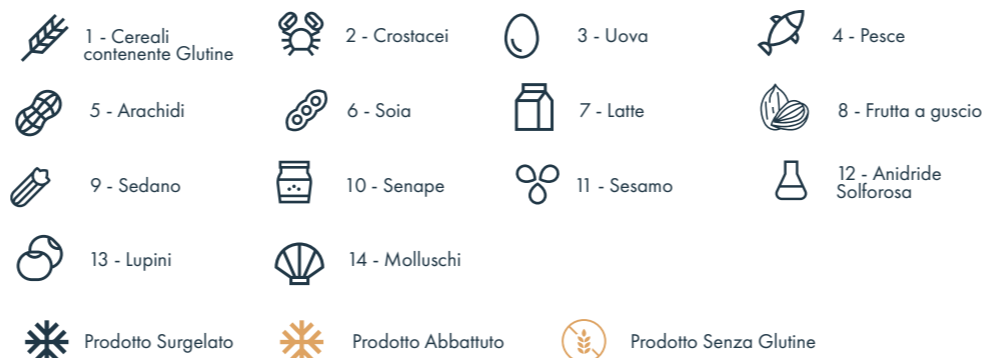 1 - Cereali
contenente Glutine
2 - Crostacei
3 - Uova
4 - Pesce
5 - Arachidi
6 - Soia
7 - Latte
8 - Frutta a guscio
9 - Sedano
10 - Senape
11 - Sesamo
12 - Anidride
Solforosa
13 - Lupini
14 - Molluschi
Prodotto Surgelato
Prodotto Abbattuto
Prodotto Senza Glutine